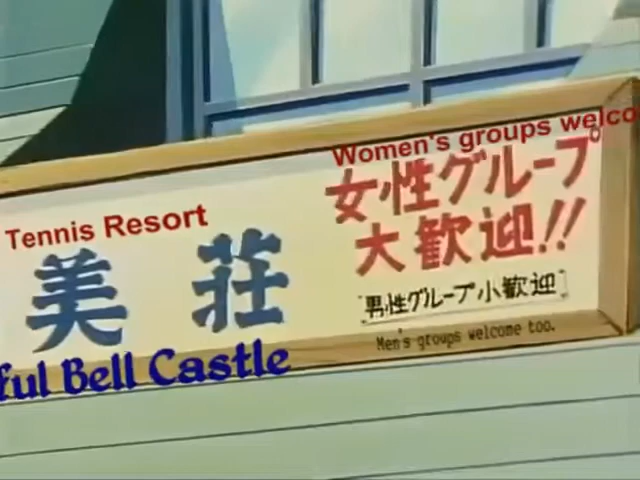 Women's groups welco
Tennis Resort
女性グループ
大歓迎!!
美荘
[男性グループ小歓迎]
Men's groups welcome too.
ful Bell Castle